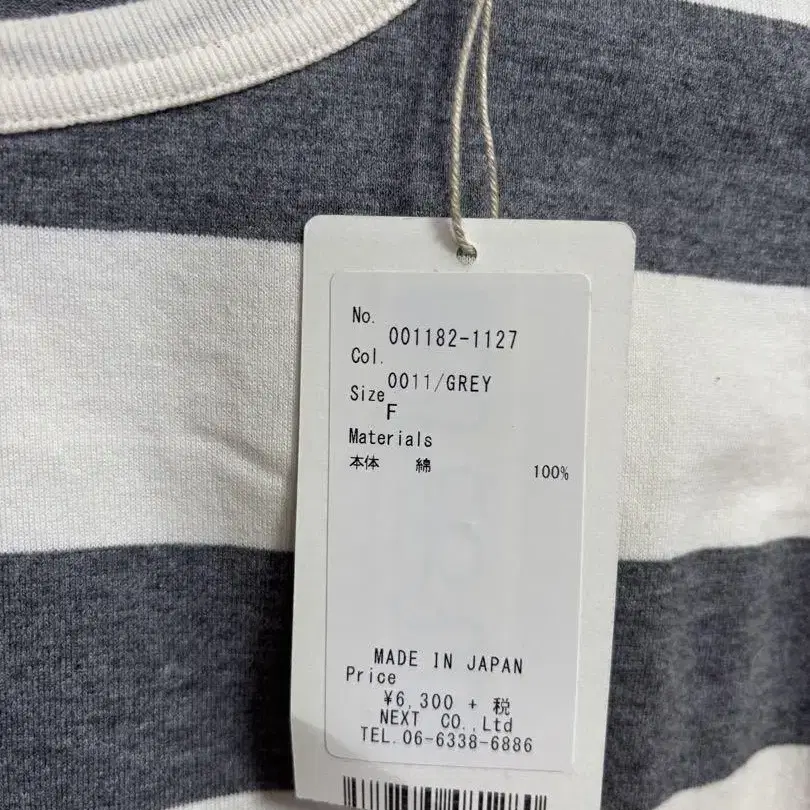 No.
001182-1127
Col.
0011/GREY
Size
F
Materials
本体 綿 100%
MADE IN JAPAN
Price
¥6,300 + 税
NEXT CO.,Ltd
TEL.06-6338-6886